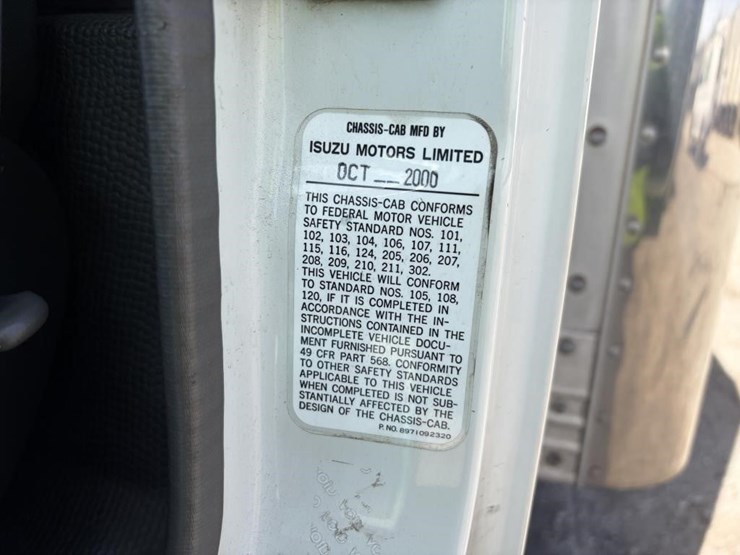 CHASSIS-CAB MFD BY
ISUZU MOTORS LIMITED
OCT 2000
THIS CHASSIS-CAB CONFORMS
TO FEDERAL MOTOR VEHICLE
SAFETY STANDARD NOS. 101,
102, 103, 104, 106, 107, 111,
115, 116, 124, 205, 206, 207,
208, 209, 210, 211, 302.
THIS VEHICLE WILL CONFORM
TO STANDARD NOS. 105, 108,
120, IF IT IS COMPLETED IN
ACCORDANCE WITH THE IN-
STRUCTIONS CONTAINED IN THE
INCOMPLETE VEHICLE DOCU-
MENT FURNISHED PURSUANT TO
49 CFR PART 568. CONFORMITY
TO OTHER SAFETY STANDARDS
APPLICABLE TO THIS VEHICLE
WHEN COMPLETED IS NOT SUB-
STANTIALLY AFFECTED BY THE
DESIGN OF THE CHASSIS-CAB.
P. NO. 8971092320